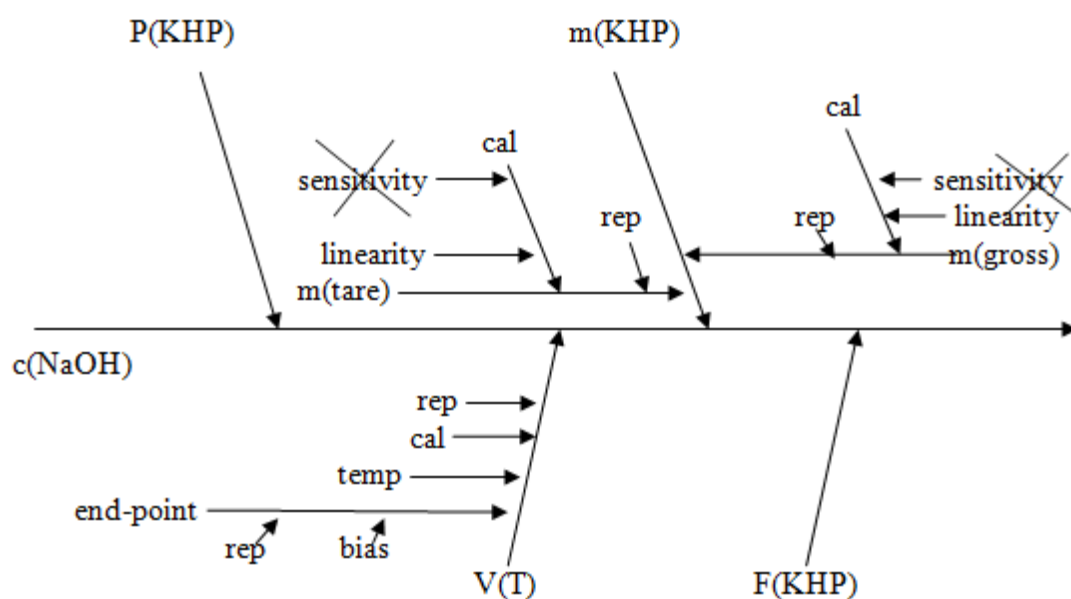 P(KHP)
m(KHP)
cal
cal
sensitivity
sensitivity
rep
rep
linearity
linearity
m(gross)
m(tare)
c(NaOH)
rep
cal
temp
end-point
rep
bias
V(T)
F(KHP)